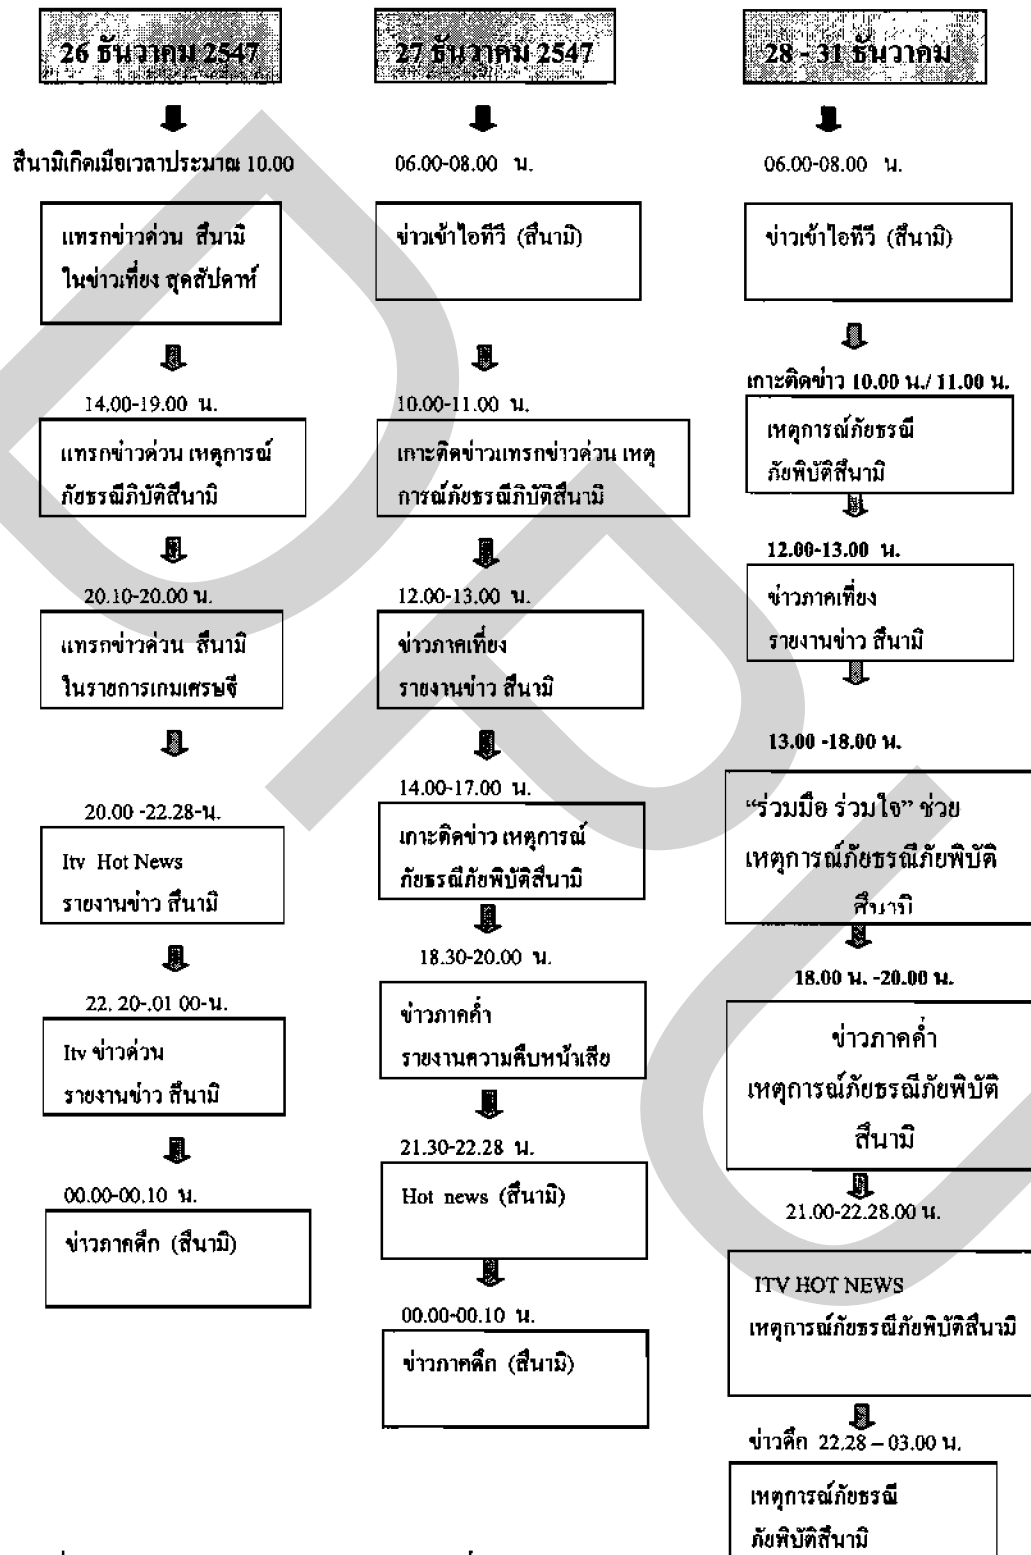 26 ธันวาคม 2547
สึนามิเกิดเมื่อเวลาประมาณ 10.00
แทรกข่าวด่วน สึนามิ
ในข่าวเที่ยง สุดสัปดาห์
14.00-19.00 น.
แทรกข่าวด่วน เหตุการณ์
ภัยธรณีภิบัติสึนามิ
20.10-20.00 น.
แทรกข่าวด่วน สึนามิ
ในรายการเกมเศรษฐี
20.00 -22.28-น.
Itv Hot News
รายงานข่าว สึนามิ
22. 20-.01 00-น.
Itv ข่าวด่วน
รายงานข่าว สึนามิ
00.00-00.10 น.
ข่าวภาคดึก (สึนามิ)
27 ธันวาคม 2547
06.00-08.00 น.
ข่าวเช้าไอทีวี (สึนามิ)
10.00-11.00 น.
เกาะติดข่าวแทรกข่าวด่วน เหตุ
การณ์ภัยธรณีภิบัติสึนามิ
12.00-13.00 น.
ข่าวภาคเที่ยง
รายงานข่าว สึนามิ
14.00-17.00 น.
เกาะติดข่าว เหตุการณ์
ภัยธรณีภัยพิบัติสึนามิ
18.30-20.00 น.
ข่าวภาคค่ำ
รายงานความคืบหน้าเสีย
21.30-22.28 น.
Hot news (สึนามิ)
00.00-00.10 น.
ข่าวภาคดึก (สึนามิ)
28 - 31 ธันวาคม
06.00-08.00 น.
ข่าวเช้าไอทีวี (สึนามิ)
เกาะติดข่าว 10.00 น./ 11.00 น.
เหตุการณ์ภัยธรณี
ภัยพิบัติสึนามิ
12.00-13.00 น.
ข่าวภาคเที่ยง
รายงานข่าว สึนามิ
13.00 -18.00 น.
“ร่วมมือ ร่วมใจ” ช่วย
เหตุการณ์ภัยธรณีภัยพิบัติ
สึนามิ
18.00 น. -20.00 น.
ข่าวภาคค่ำ
เหตุการณ์ภัยธรณีภัยพิบัติ
สึนามิ
21.00-22.28.00 น.
ITV HOT NEWS
เหตุการณ์ภัยธรณีภัยพิบัติสึนามิ
ข่าวดึก 22.28 – 03.00 น.
เหตุการณ์ภัยธรณี
ภัยพิบัติสึนามิ
DPU